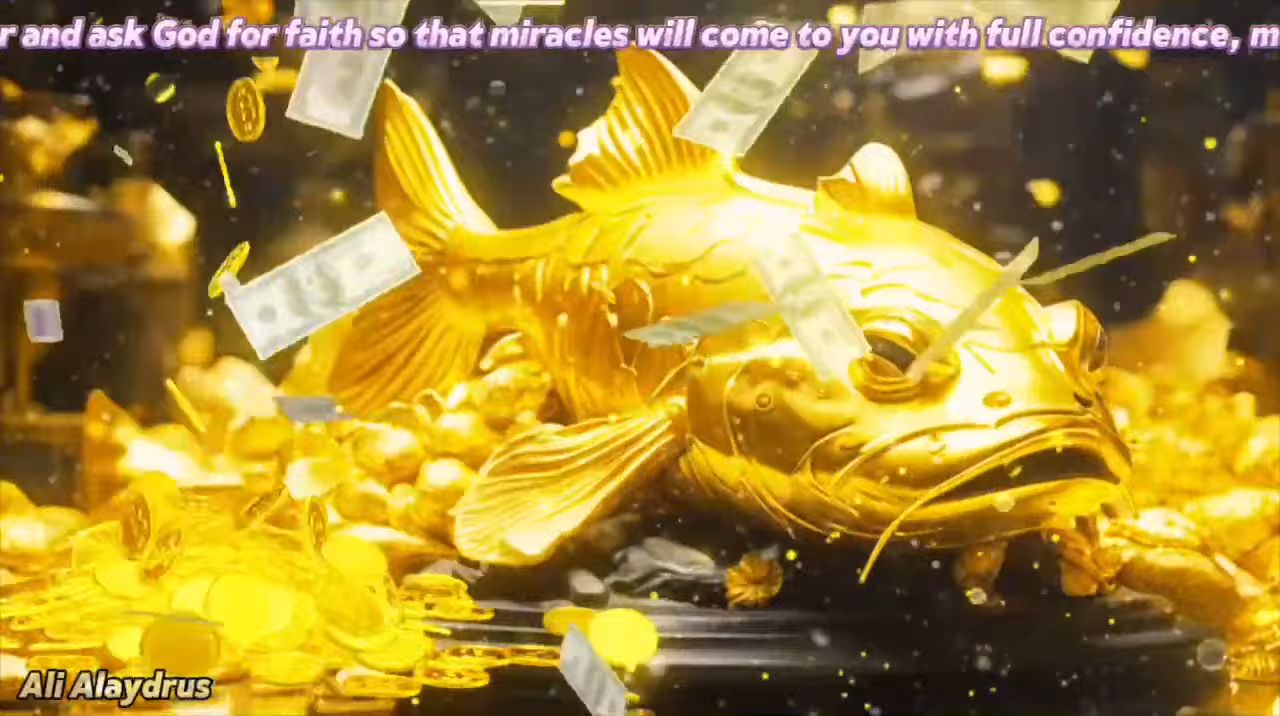 and ask God for faith so that miracles will come to you with full confidence,
Ali Alaydrus